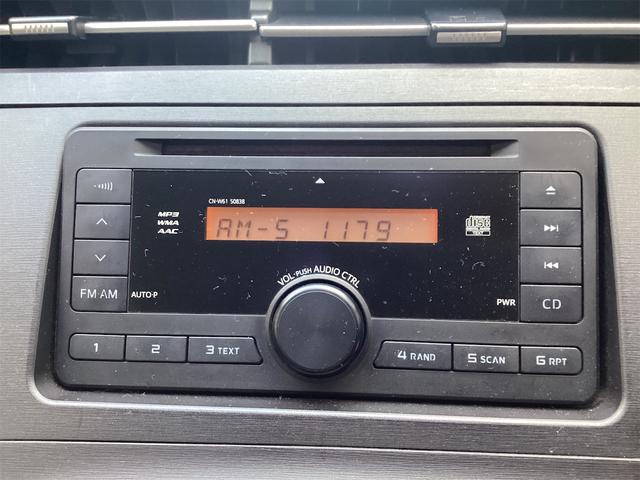 CN-W61 50838
MP3
WMA
AAC
AM-S 1179
DISC
VOL·PUSH AUDIO CTRL
FM·AM
AUTO·P
PWR
CD
1
2
3 TEXT
4 RAND
5 SCAN
6 RPT